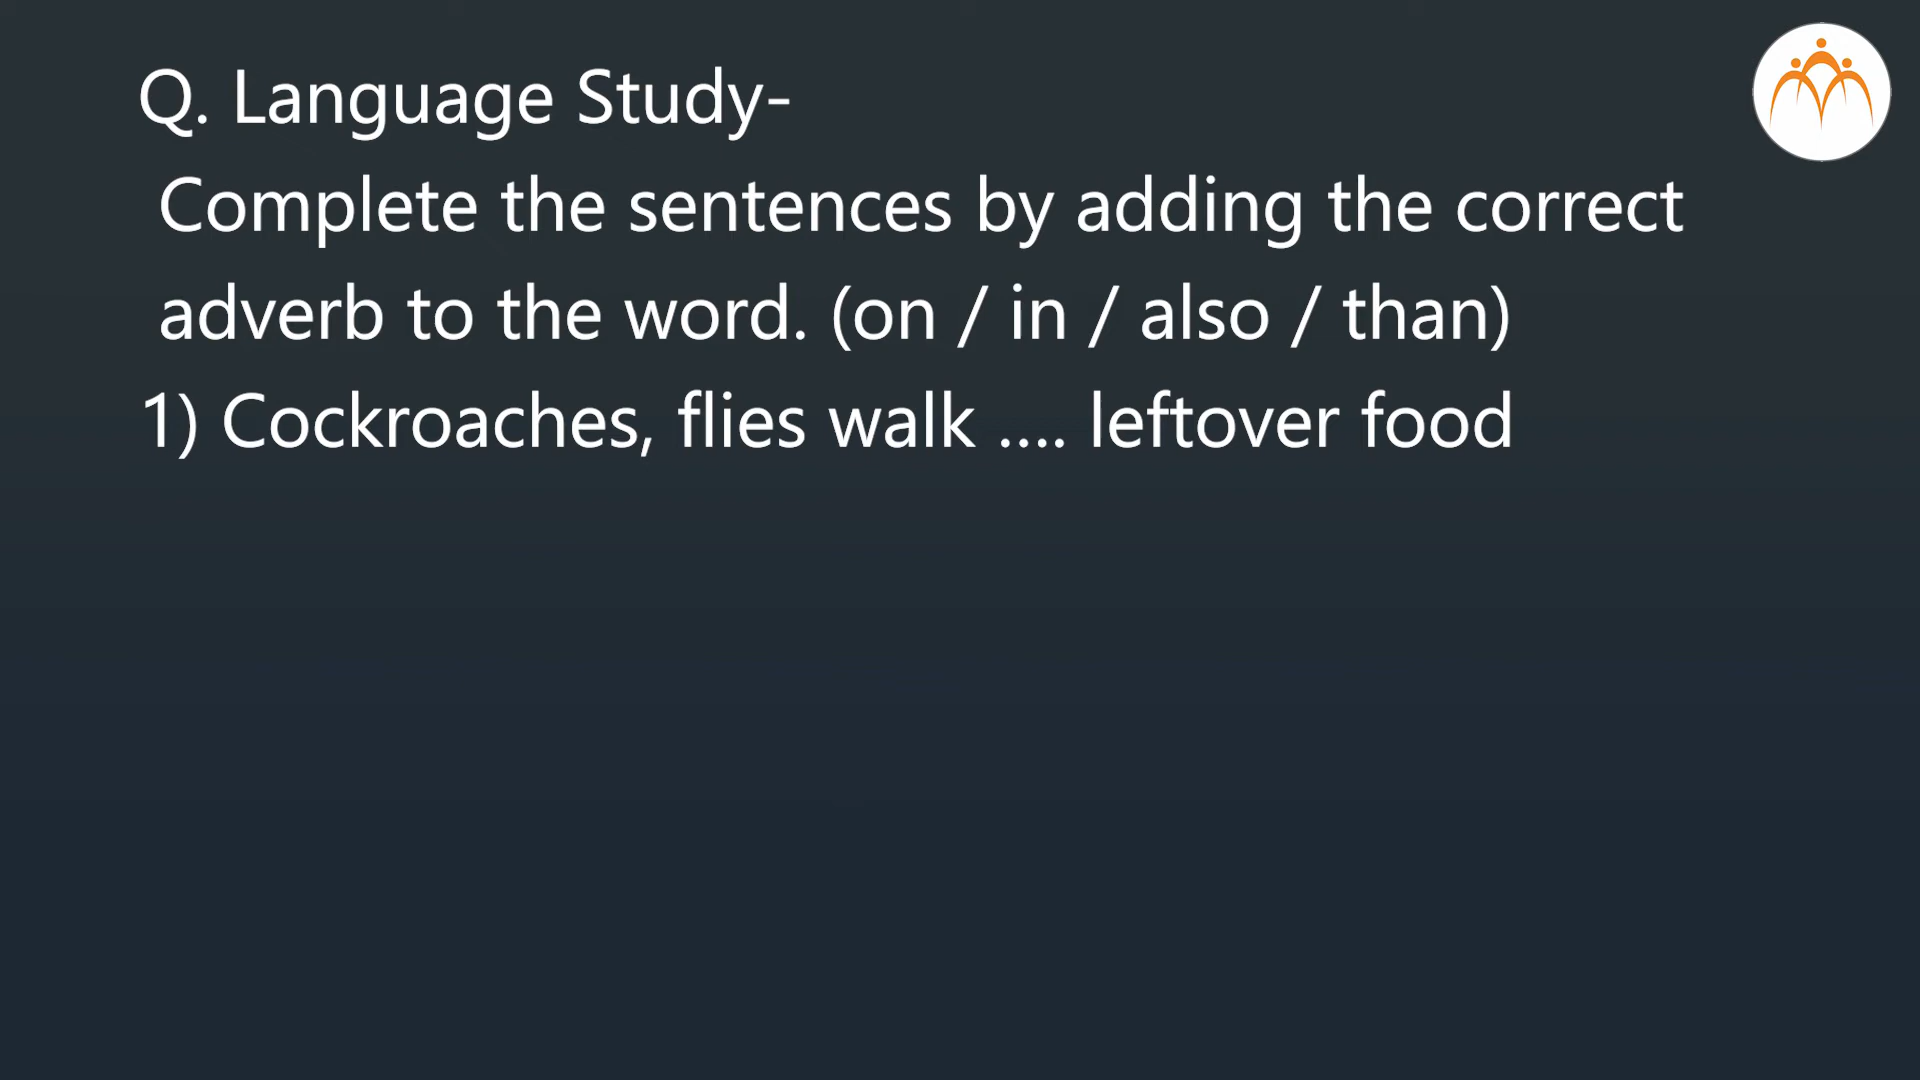 Q. Language Study-
Complete the sentences by adding the correct
adverb to the word. (on / in / also / than)
1) Cockroaches, flies walk .... leftover food